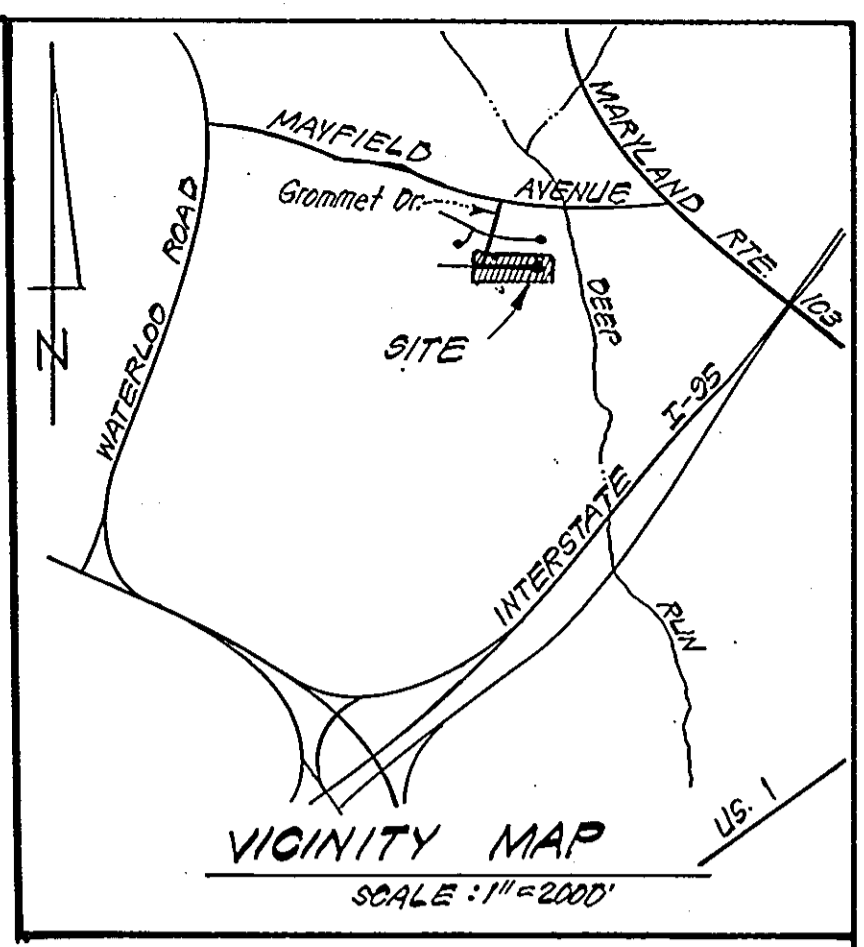 MAYFIELD AVENUE
MARYLAND RTE. 103
Grommet Dr.
WATERLOO ROAD
N
SITE
DEEP RUN
INTERSTATE I-95
U.S. 1
VICINITY MAP
SCALE : 1" = 2000'